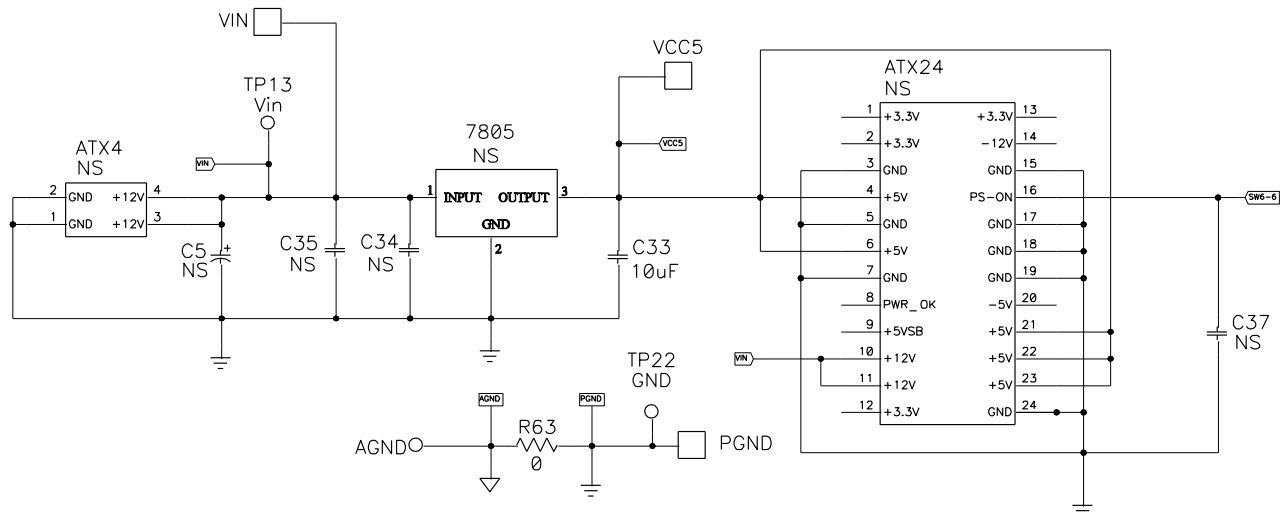 VIN
VCC5
TP13
Vin
7805
NS
VCC5
VIN
ATX4
NS
2 GND +12V 4
1 GND +12V 3
1 INPUT OUTPUT 3
GND
2
C5
+
NS
C35
NS
C34
NS
C33
10uF
ATX24
NS
1 +3.3V +3.3V 13
2 +3.3V -12V 14
3 GND GND 15
4 +5V PS-ON 16
5 GND GND 17
6 +5V GND 18
7 GND GND 19
8 PWR_OK -5V 20
9 +5VSB +5V 21
10 +12V +5V 22
11 +12V +5V 23
12 +3.3V GND 24
SW6-6
C37
NS
VIN
TP22
GND
AGND
PGND
R63
0
AGND
PGND